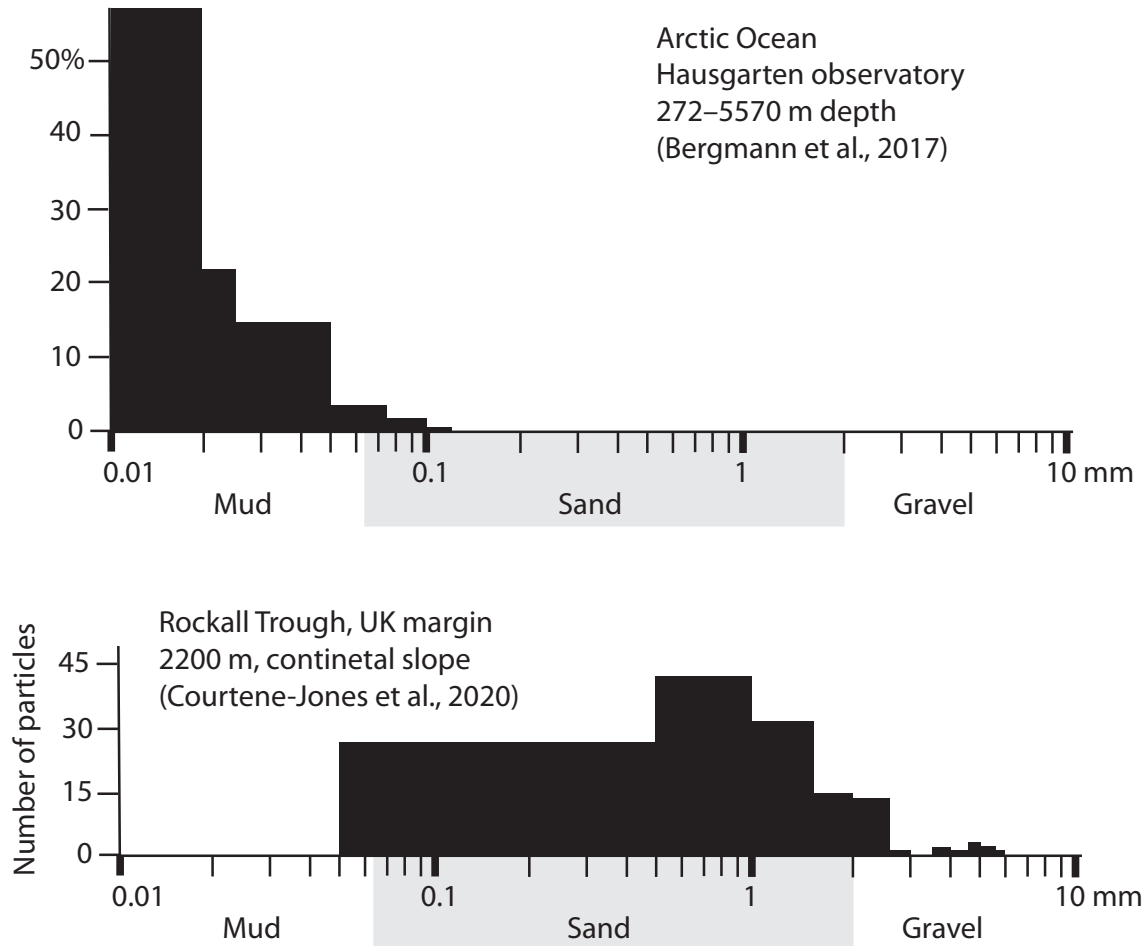 Arctic Ocean
Hausgarten observatory
272–5570 m depth
(Bergmann et al., 2017)
50%
40
30
20
10
0
0.01 0.1 1 10 mm
Mud Sand Gravel
Number of particles
Rockall Trough, UK margin
2200 m, continetal slope
(Courtene-Jones et al., 2020)
45
30
15
0
0.01 0.1 1 10 mm
Mud Sand Gravel